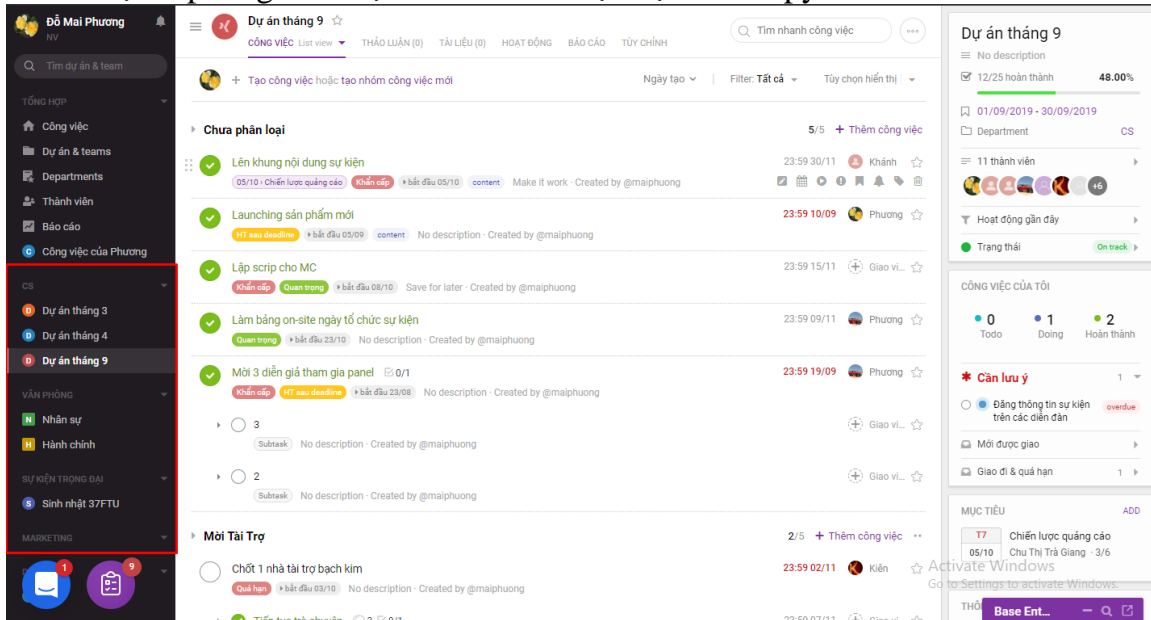 Đỗ Mai Phương
NV
Tìm dự án & team
TỔNG HỢP
Công việc
Dự án & teams
Departments
Thành viên
Báo cáo
Công việc của Phương
CS
Dự án tháng 3
Dự án tháng 4
Dự án tháng 9
VĂN PHÒNG
Nhân sự
Hành chính
SỰ KIỆN TRỌNG ĐẠI
Sinh nhật 37FTU
MARKETING
1
9
Dự án tháng 9
CÔNG VIỆC List view THẢO LUẬN (0) TÀI LIỆU (0) HOẠT ĐỘNG BÁO CÁO TÙY CHỈNH
Tìm nhanh công việc
+ Tạo công việc hoặc tạo nhóm công việc mới Ngày tạo Filter: Tất cả Tùy chọn hiển thị
Chưa phân loại 5/5 + Thêm công việc
Lên khung nội dung sự kiện 23:59 30/11 Khánh
05/10 › Chiến lược quảng cáo Khẩn cấp bắt đầu 05/10 content Make it work · Created by @maiphuong
Launching sản phẩm mới 23:59 10/09 Phương
HT sau deadline bắt đầu 05/09 content No description · Created by @maiphuong
Lập scrip cho MC 23:59 15/11 Giao vi...
Khẩn cấp Quan trọng bắt đầu 08/10 Save for later · Created by @maiphuong
Làm bảng on-site ngày tổ chức sự kiện 23:59 09/11 Phương
Quan trọng bắt đầu 23/10 No description · Created by @maiphuong
Mời 3 diễn giả tham gia panel 0/1 23:59 19/09 Phương
Khẩn cấp HT sau deadline bắt đầu 23/08 No description · Created by @maiphuong
3 Giao vi...
Subtask No description · Created by @maiphuong
2 Giao vi...
Subtask No description · Created by @maiphuong
Mời Tài Trợ 2/5 + Thêm công việc
Chốt 1 nhà tài trợ bạch kim 23:59 02/11 Kiên
Quá hạn bắt đầu 03/10 No description · Created by @maiphuong
Dự án tháng 9
No description
12/25 hoàn thành 48.00%
01/09/2019 - 30/09/2019
Department CS
11 thành viên
+6
Hoạt động gần đây
Trạng thái On track
CÔNG VIỆC CỦA TÔI
0 1 2
Todo Doing Hoàn thành
Cần lưu ý 1
Đăng thông tin sự kiện overdue
trên các diễn đàn
Mới được giao
Giao đi & quá hạn 1
MỤC TIÊU ADD
T7 Chiến lược quảng cáo
05/10 Chu Thị Trà Giang · 3/6
Activate Windows
Go to Settings to activate Windows.
Base Ent...